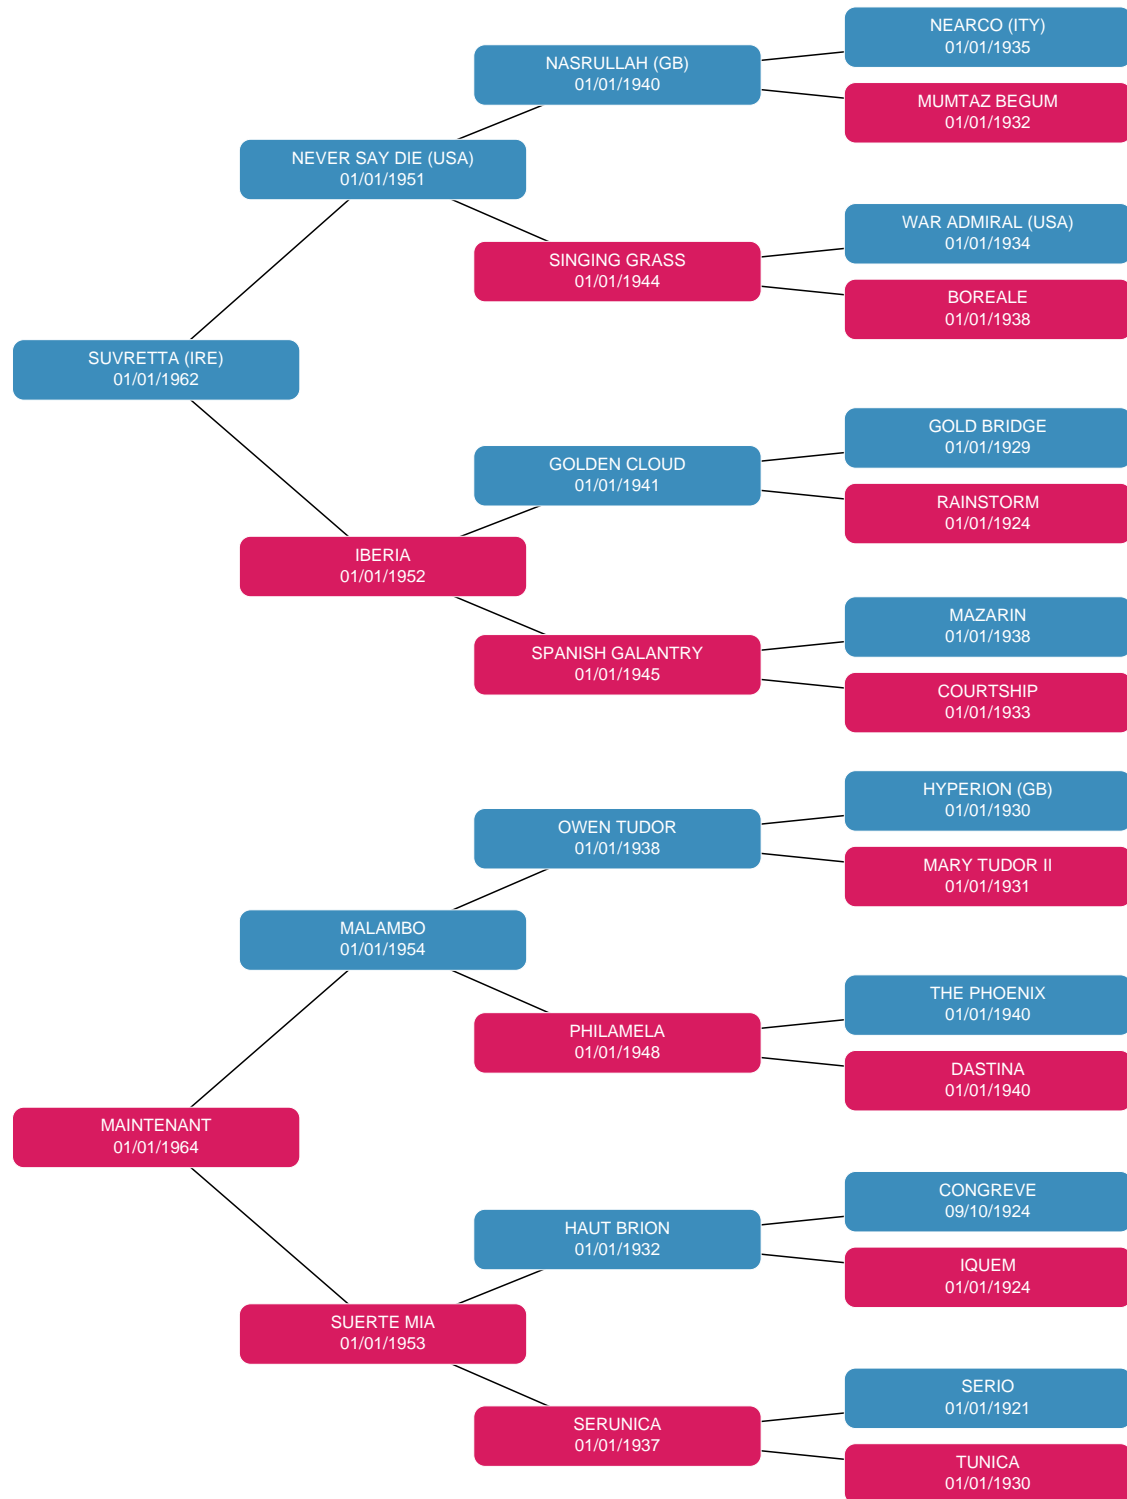 NEARCO (ITY)
01/01/1935
NASRULLAH (GB)
01/01/1940
MUMTAZ BEGUM
01/01/1932
NEVER SAY DIE (USA)
01/01/1951
WAR ADMIRAL (USA)
01/01/1934
SINGING GRASS
01/01/1944
BOREALE
01/01/1938
SUVRETTA (IRE)
01/01/1962
GOLD BRIDGE
01/01/1929
GOLDEN CLOUD
01/01/1941
RAINSTORM
01/01/1924
IBERIA
01/01/1952
MAZARIN
01/01/1938
SPANISH GALANTRY
01/01/1945
COURTSHIP
01/01/1933
HYPERION (GB)
01/01/1930
OWEN TUDOR
01/01/1938
MARY TUDOR II
01/01/1931
MALAMBO
01/01/1954
THE PHOENIX
01/01/1940
PHILAMELA
01/01/1948
DASTINA
01/01/1940
MAINTENANT
01/01/1964
CONGREVE
09/10/1924
HAUT BRION
01/01/1932
IQUEM
01/01/1924
SUERTE MIA
01/01/1953
SERIO
01/01/1921
SERUNICA
01/01/1937
TUNICA
01/01/1930